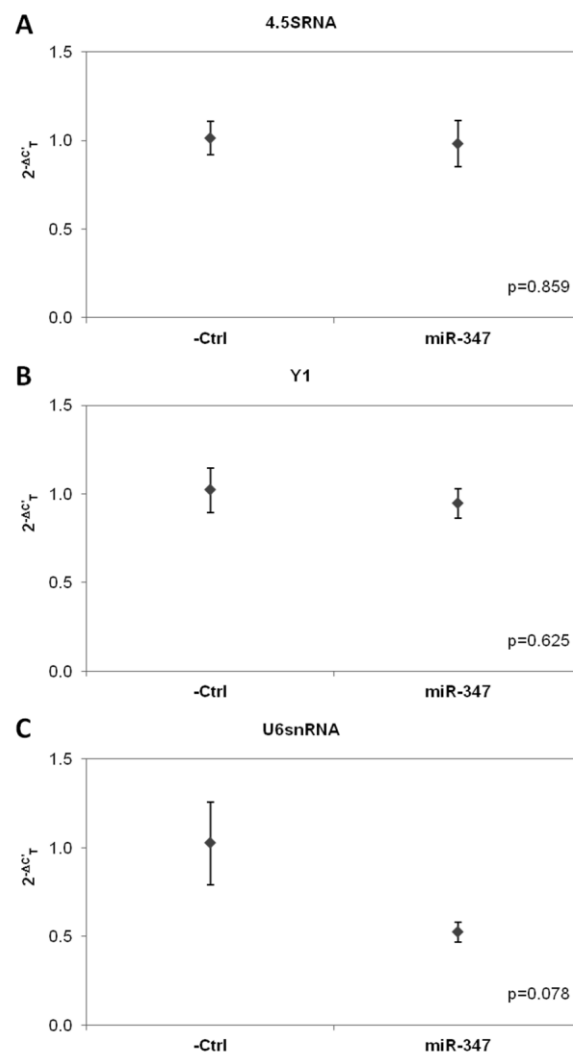 A
4.5SRNA
1.5
1.0
0.5
0.0
2-ΔC'T
p=0.859
-Ctrl miR-347
B
Y1
1.5
1.0
0.5
0.0
2-ΔC'T
p=0.625
-Ctrl miR-347
C
U6snRNA
1.5
1.0
0.5
0.0
2-ΔC'T
p=0.078
-Ctrl miR-347